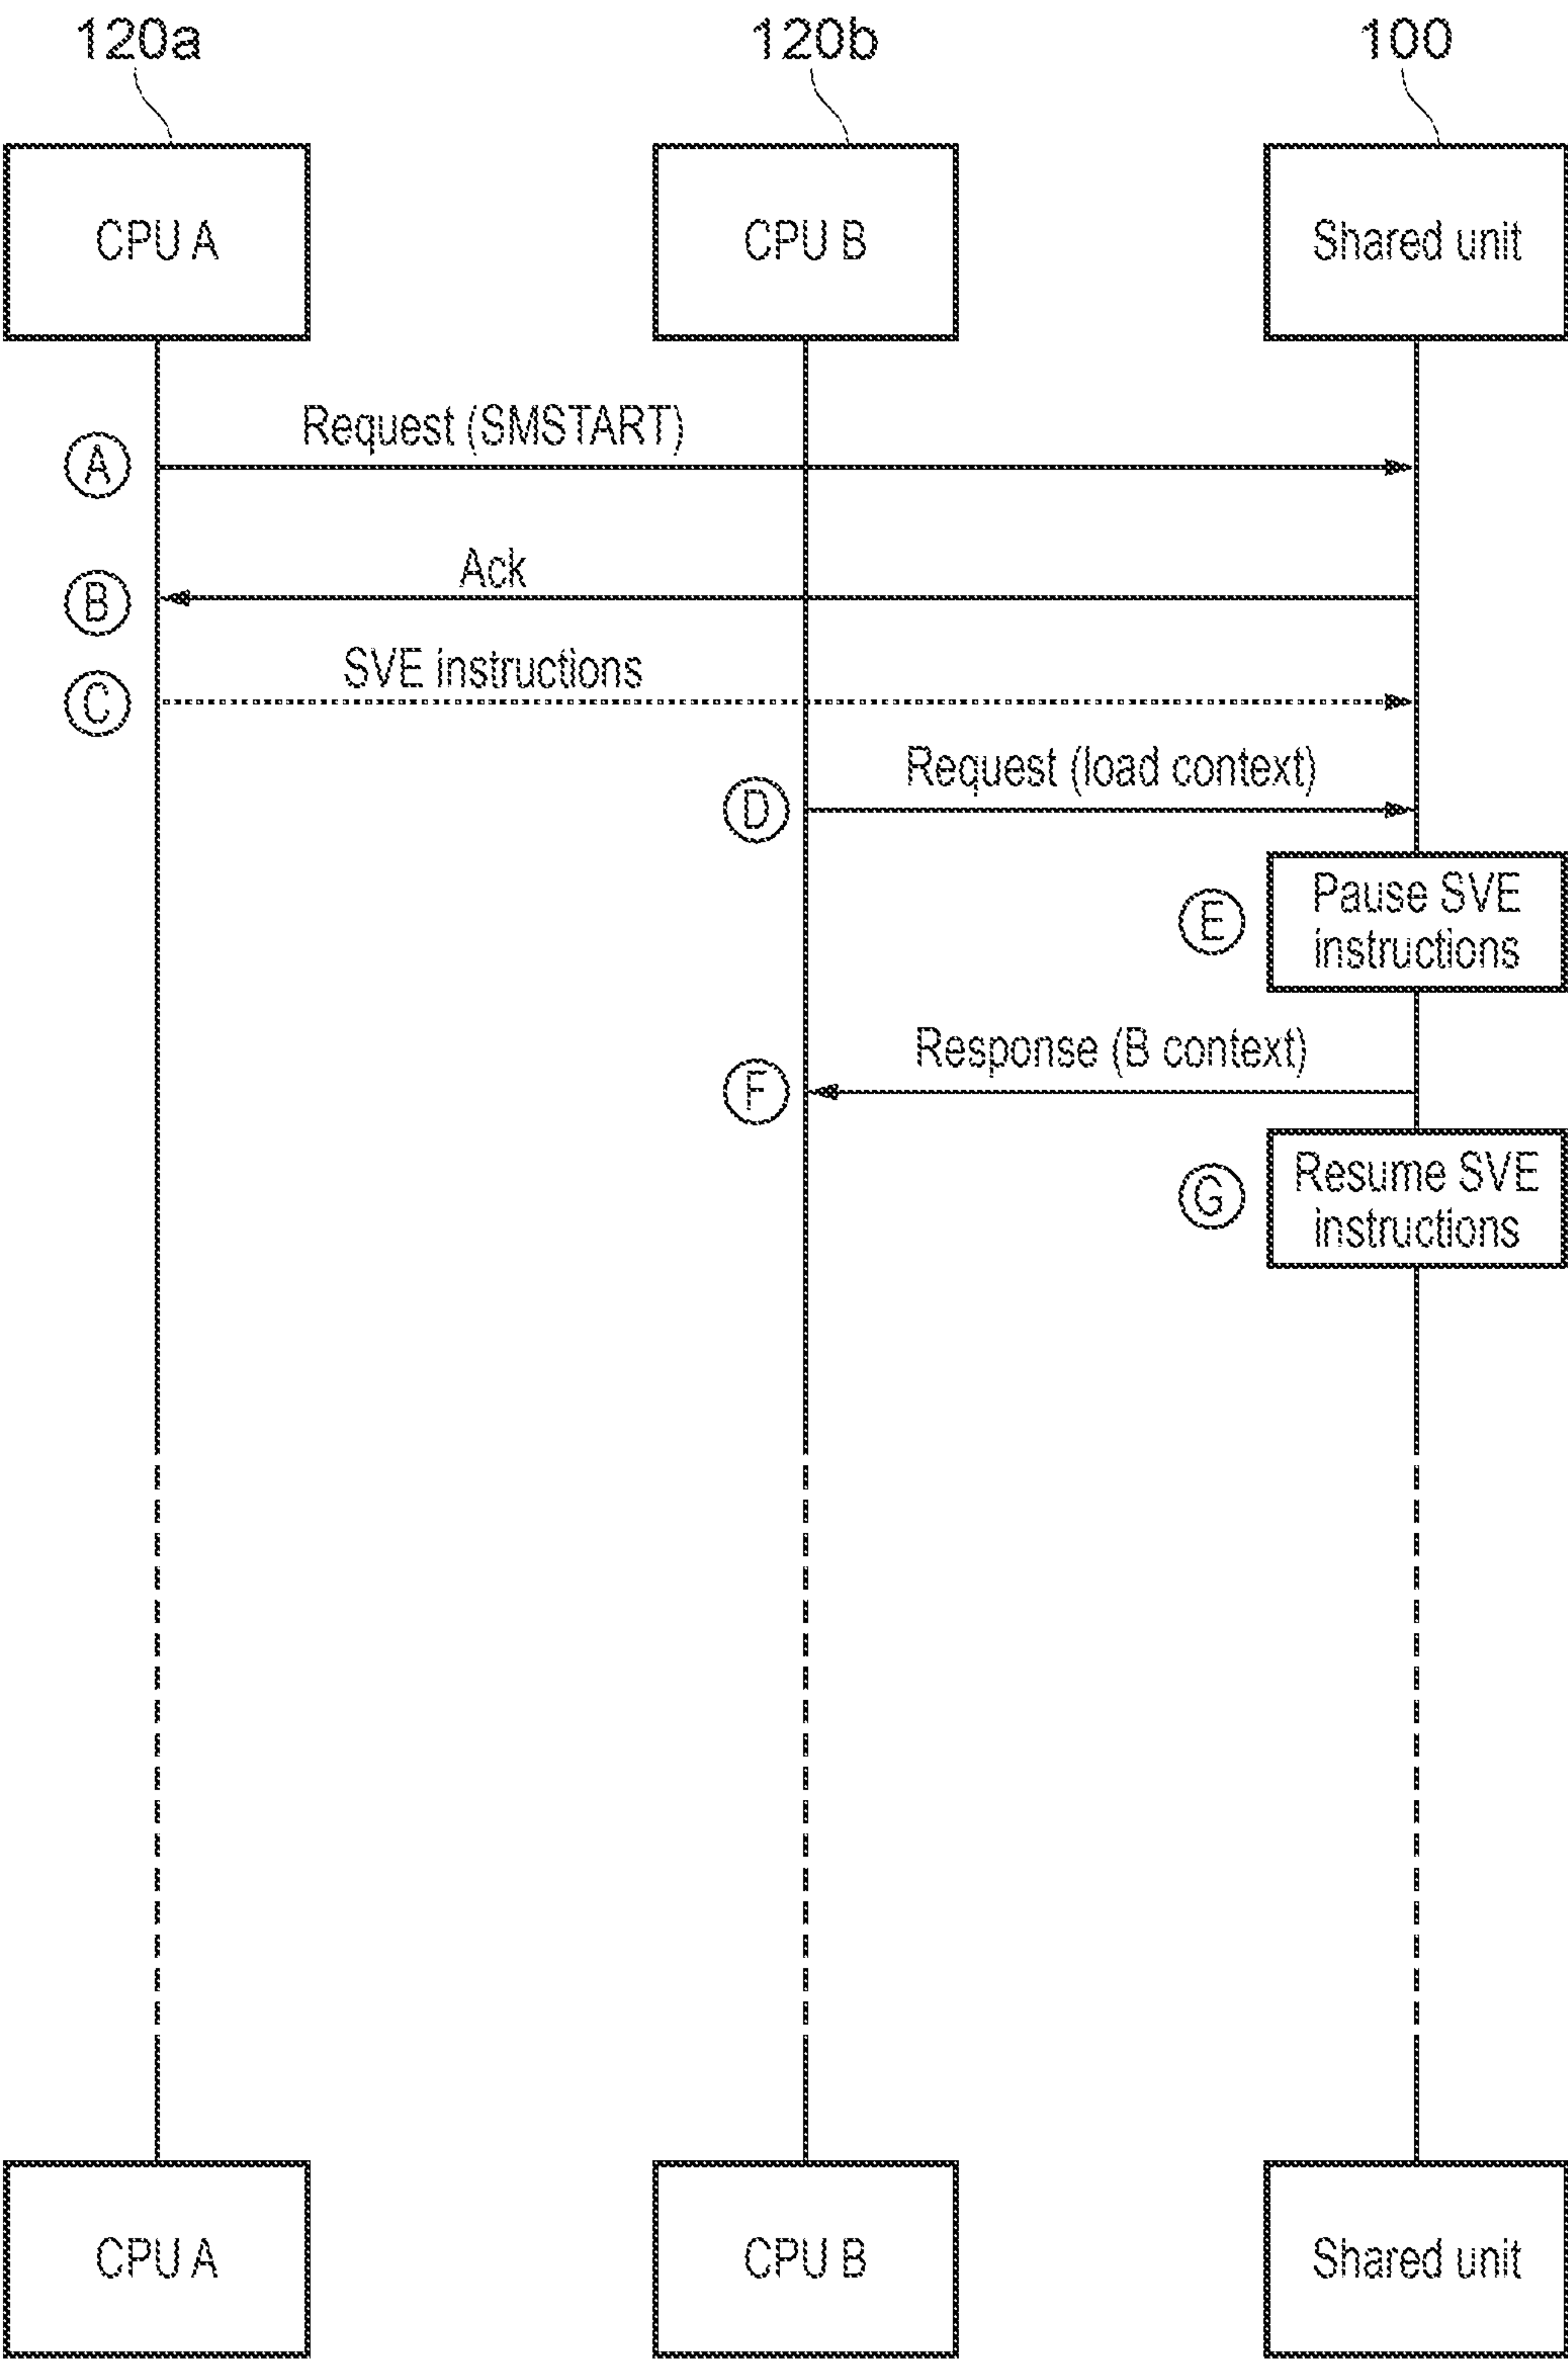 120a
120b
100
CPU A
CPU B
Shared unit
Request (SMSTART)
A
Ack
B
SVE instructions
C
Request (load context)
D
Pause SVE
instructions
E
Response (B context)
F
Resume SVE
instructions
G
CPU A
CPU B
Shared unit